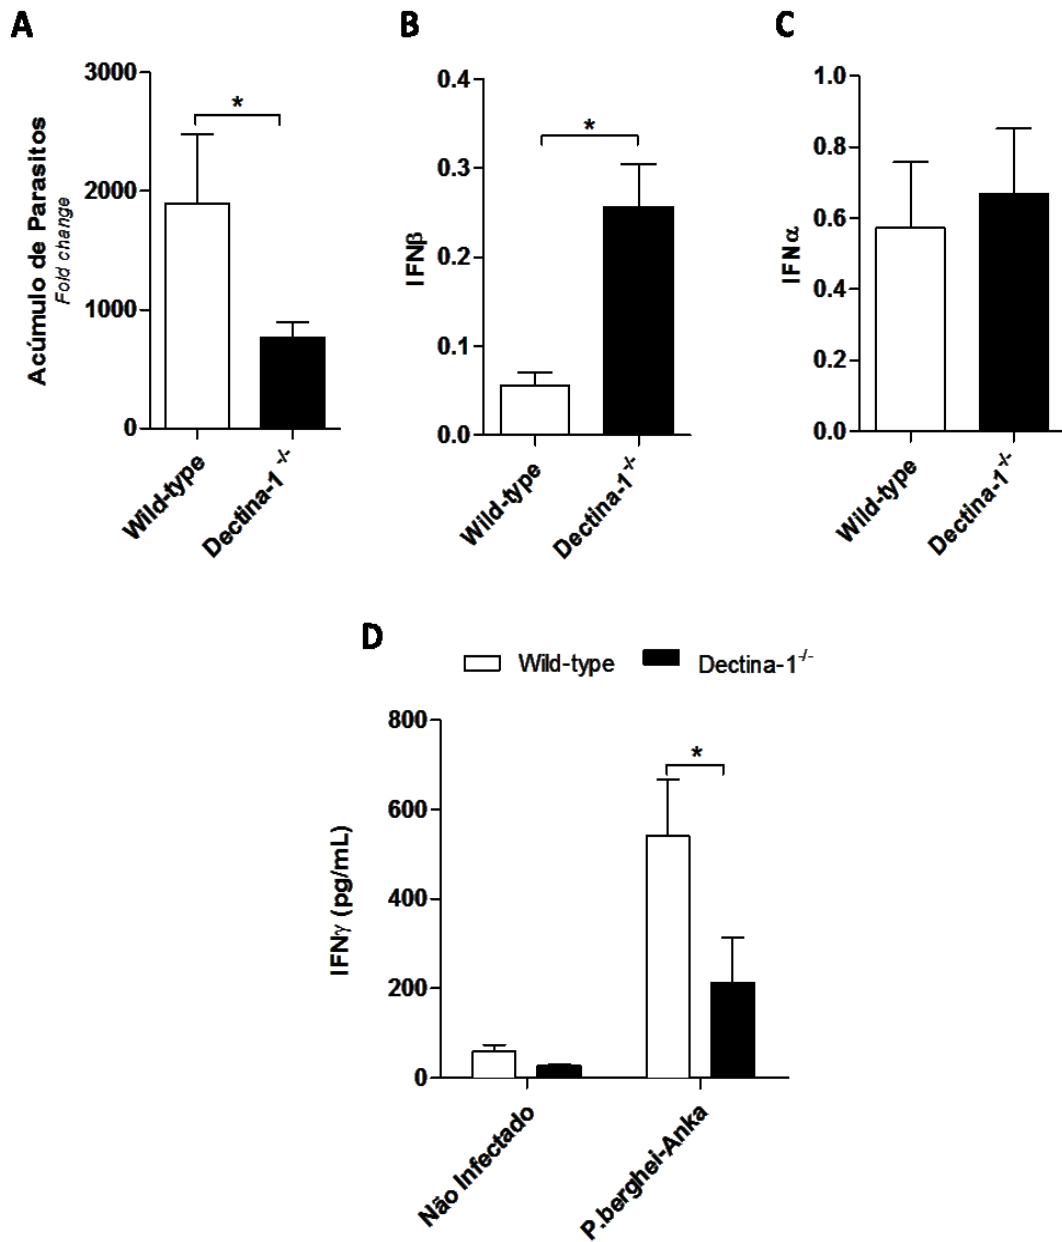 A
Acúmulo de Parasitos
Fold change
3000
2000
1000
0
*
Wild-type
Dectina-1 -/-
B
IFNβ
0.4
0.3
0.2
0.1
0.0
*
Wild-type
Dectina-1-/-
C
IFNα
1.0
0.8
0.6
0.4
0.2
0.0
Wild-type
Dectina-1-/-
D
Wild-type
Dectina-1-/-
IFNγ (pg/mL)
800
600
400
200
0
*
Não Infectado
P.berghei-Anka